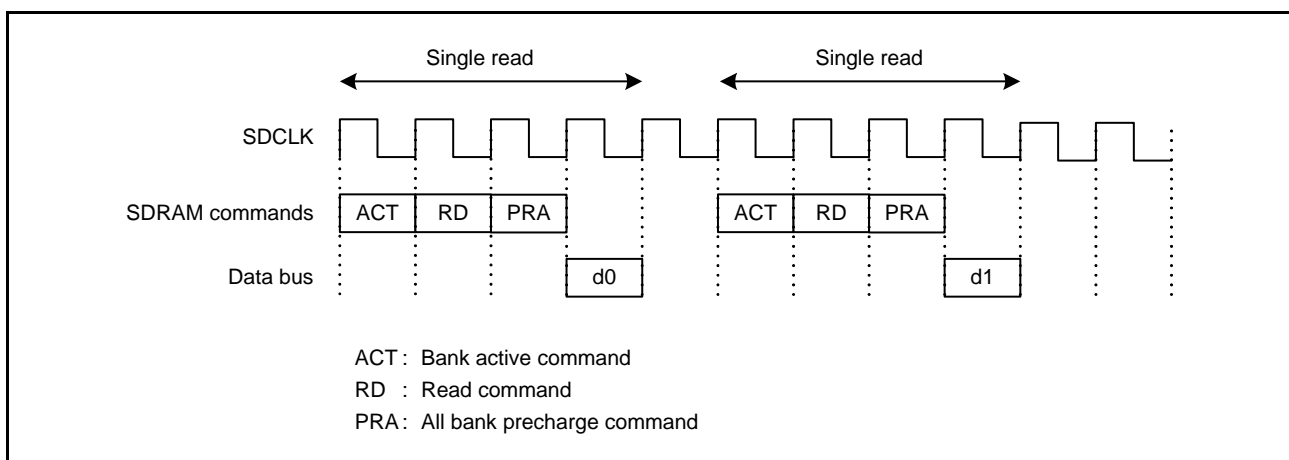 Single read Single read
SDCLK
SDRAM commands ACT RD PRA ACT RD PRA
Data bus d0 d1
ACT : Bank active command
RD : Read command
PRA : All bank precharge command